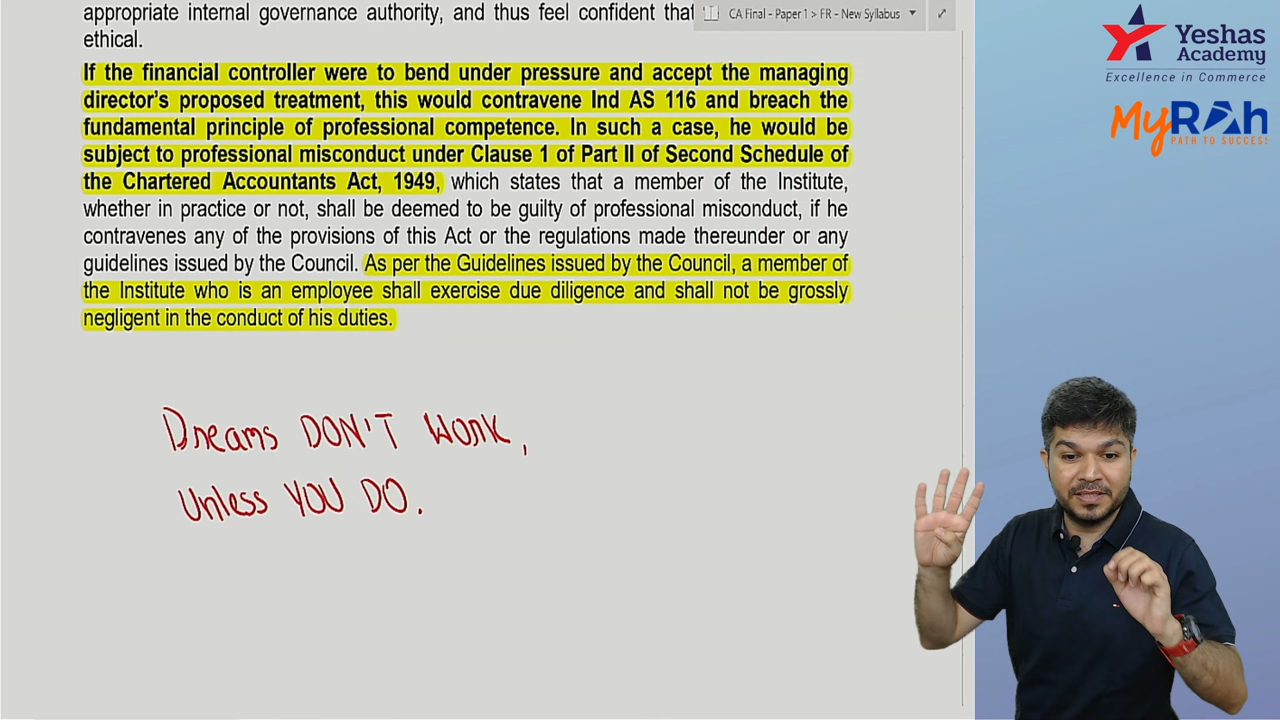 appropriate internal governance authority, and thus feel confident that
CA Final - Paper 1 > FR - New Syllabus
ethical.
If the financial controller were to bend under pressure and accept the managing
director's proposed treatment, this would contravene Ind AS 116 and breach the
fundamental principle of professional competence. In such a case, he would be
subject to professional misconduct under Clause 1 of Part II of Second Schedule of
the Chartered Accountants Act, 1949, which states that a member of the Institute,
whether in practice or not, shall be deemed to be guilty of professional misconduct, if he
contravenes any of the provisions of this Act or the regulations made thereunder or any
guidelines issued by the Council. As per the Guidelines issued by the Council, a member of
the Institute who is an employee shall exercise due diligence and shall not be grossly
negligent in the conduct of his duties.
Dreams DON'T WORK,
Unless YOU DO.
Yeshas
Academy
Excellence in Commerce
MyRAh
PATH TO SUCCESS